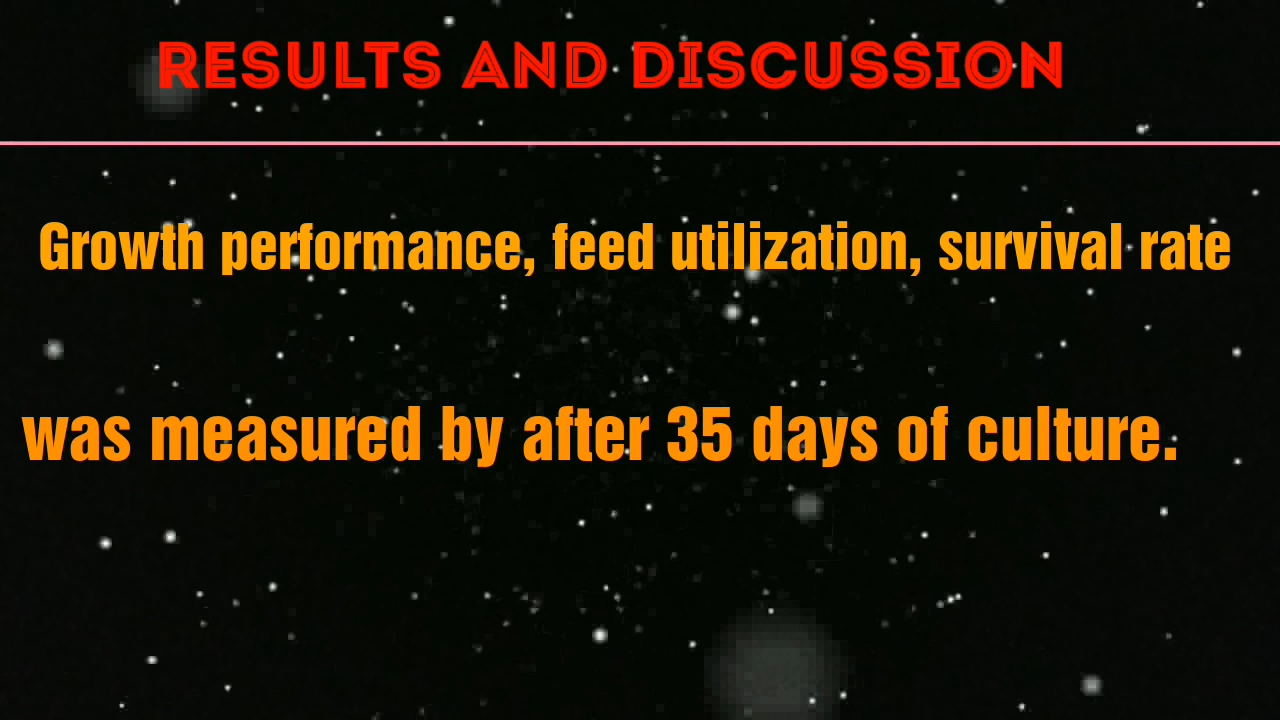 RESULTS AND DISCUSSION
Growth performance, feed utilization, survival rate
was measured by after 35 days of culture.